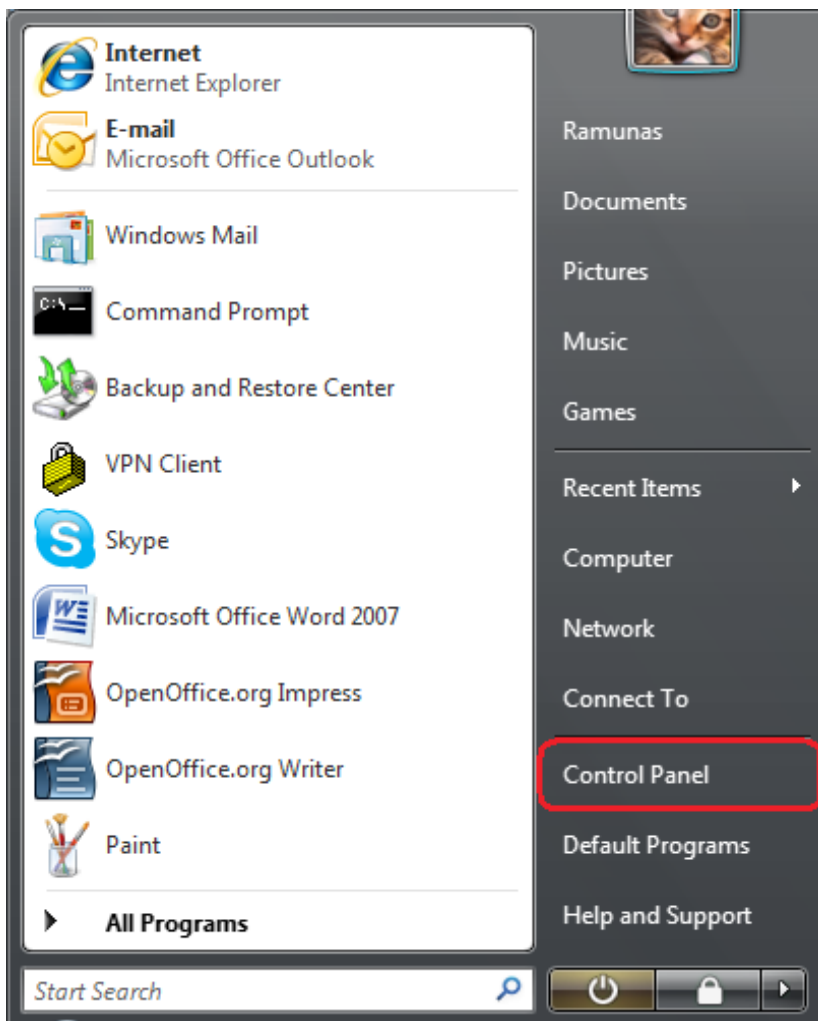 Internet
Internet Explorer
E-mail
Microsoft Office Outlook
Windows Mail
C:\_
Command Prompt
Backup and Restore Center
VPN Client
S
Skype
W
Microsoft Office Word 2007
OpenOffice.org Impress
OpenOffice.org Writer
Paint
All Programs
Start Search
Ramunas
Documents
Pictures
Music
Games
Recent Items
Computer
Network
Connect To
Control Panel
Default Programs
Help and Support